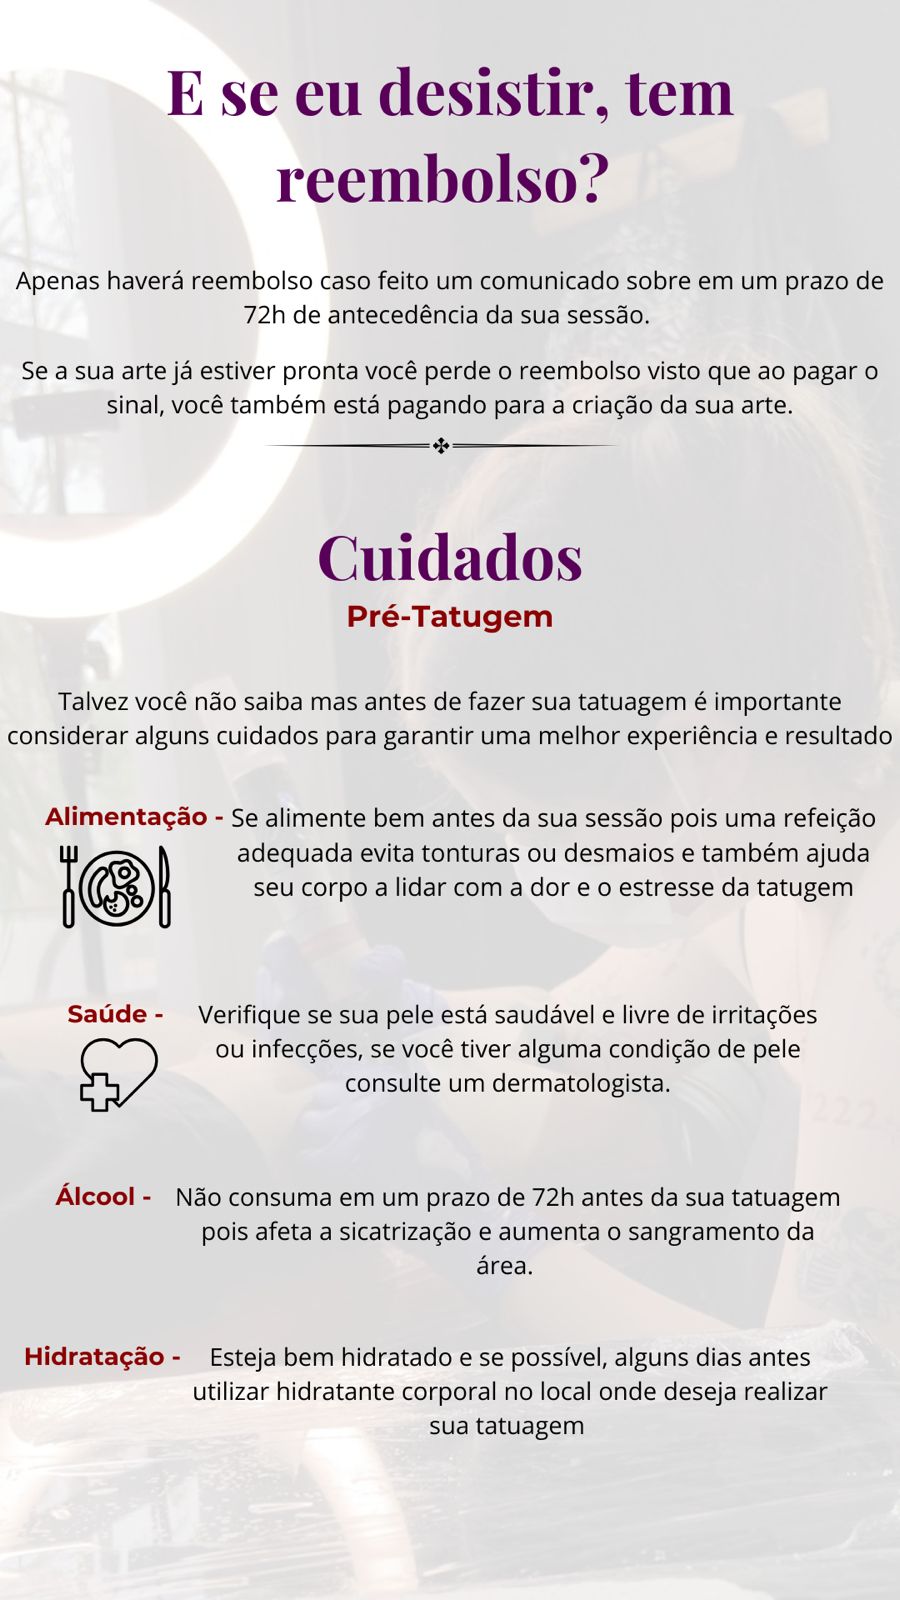 E se eu desistir, tem
reembolso?
Apenas haverá reembolso caso feito um comunicado sobre em um prazo de
72h de antecedência da sua sessão.
Se a sua arte já estiver pronta você perde o reembolso visto que ao pagar o
sinal, você também está pagando para a criação da sua arte.
Cuidados
Pré-Tatugem
Talvez você não saiba mas antes de fazer sua tatuagem é importante
considerar alguns cuidados para garantir uma melhor experiência e resultado
Alimentação - Se alimente bem antes da sua sessão pois uma refeição
adequada evita tonturas ou desmaios e também ajuda
seu corpo a lidar com a dor e o estresse da tatugem
Saúde - Verifique se sua pele está saudável e livre de irritações
ou infecções, se você tiver alguma condição de pele
consulte um dermatologista.
Álcool - Não consuma em um prazo de 72h antes da sua tatuagem
pois afeta a sicatrização e aumenta o sangramento da
área.
Hidratação - Esteja bem hidratado e se possível, alguns dias antes
utilizar hidratante corporal no local onde deseja realizar
sua tatuagem